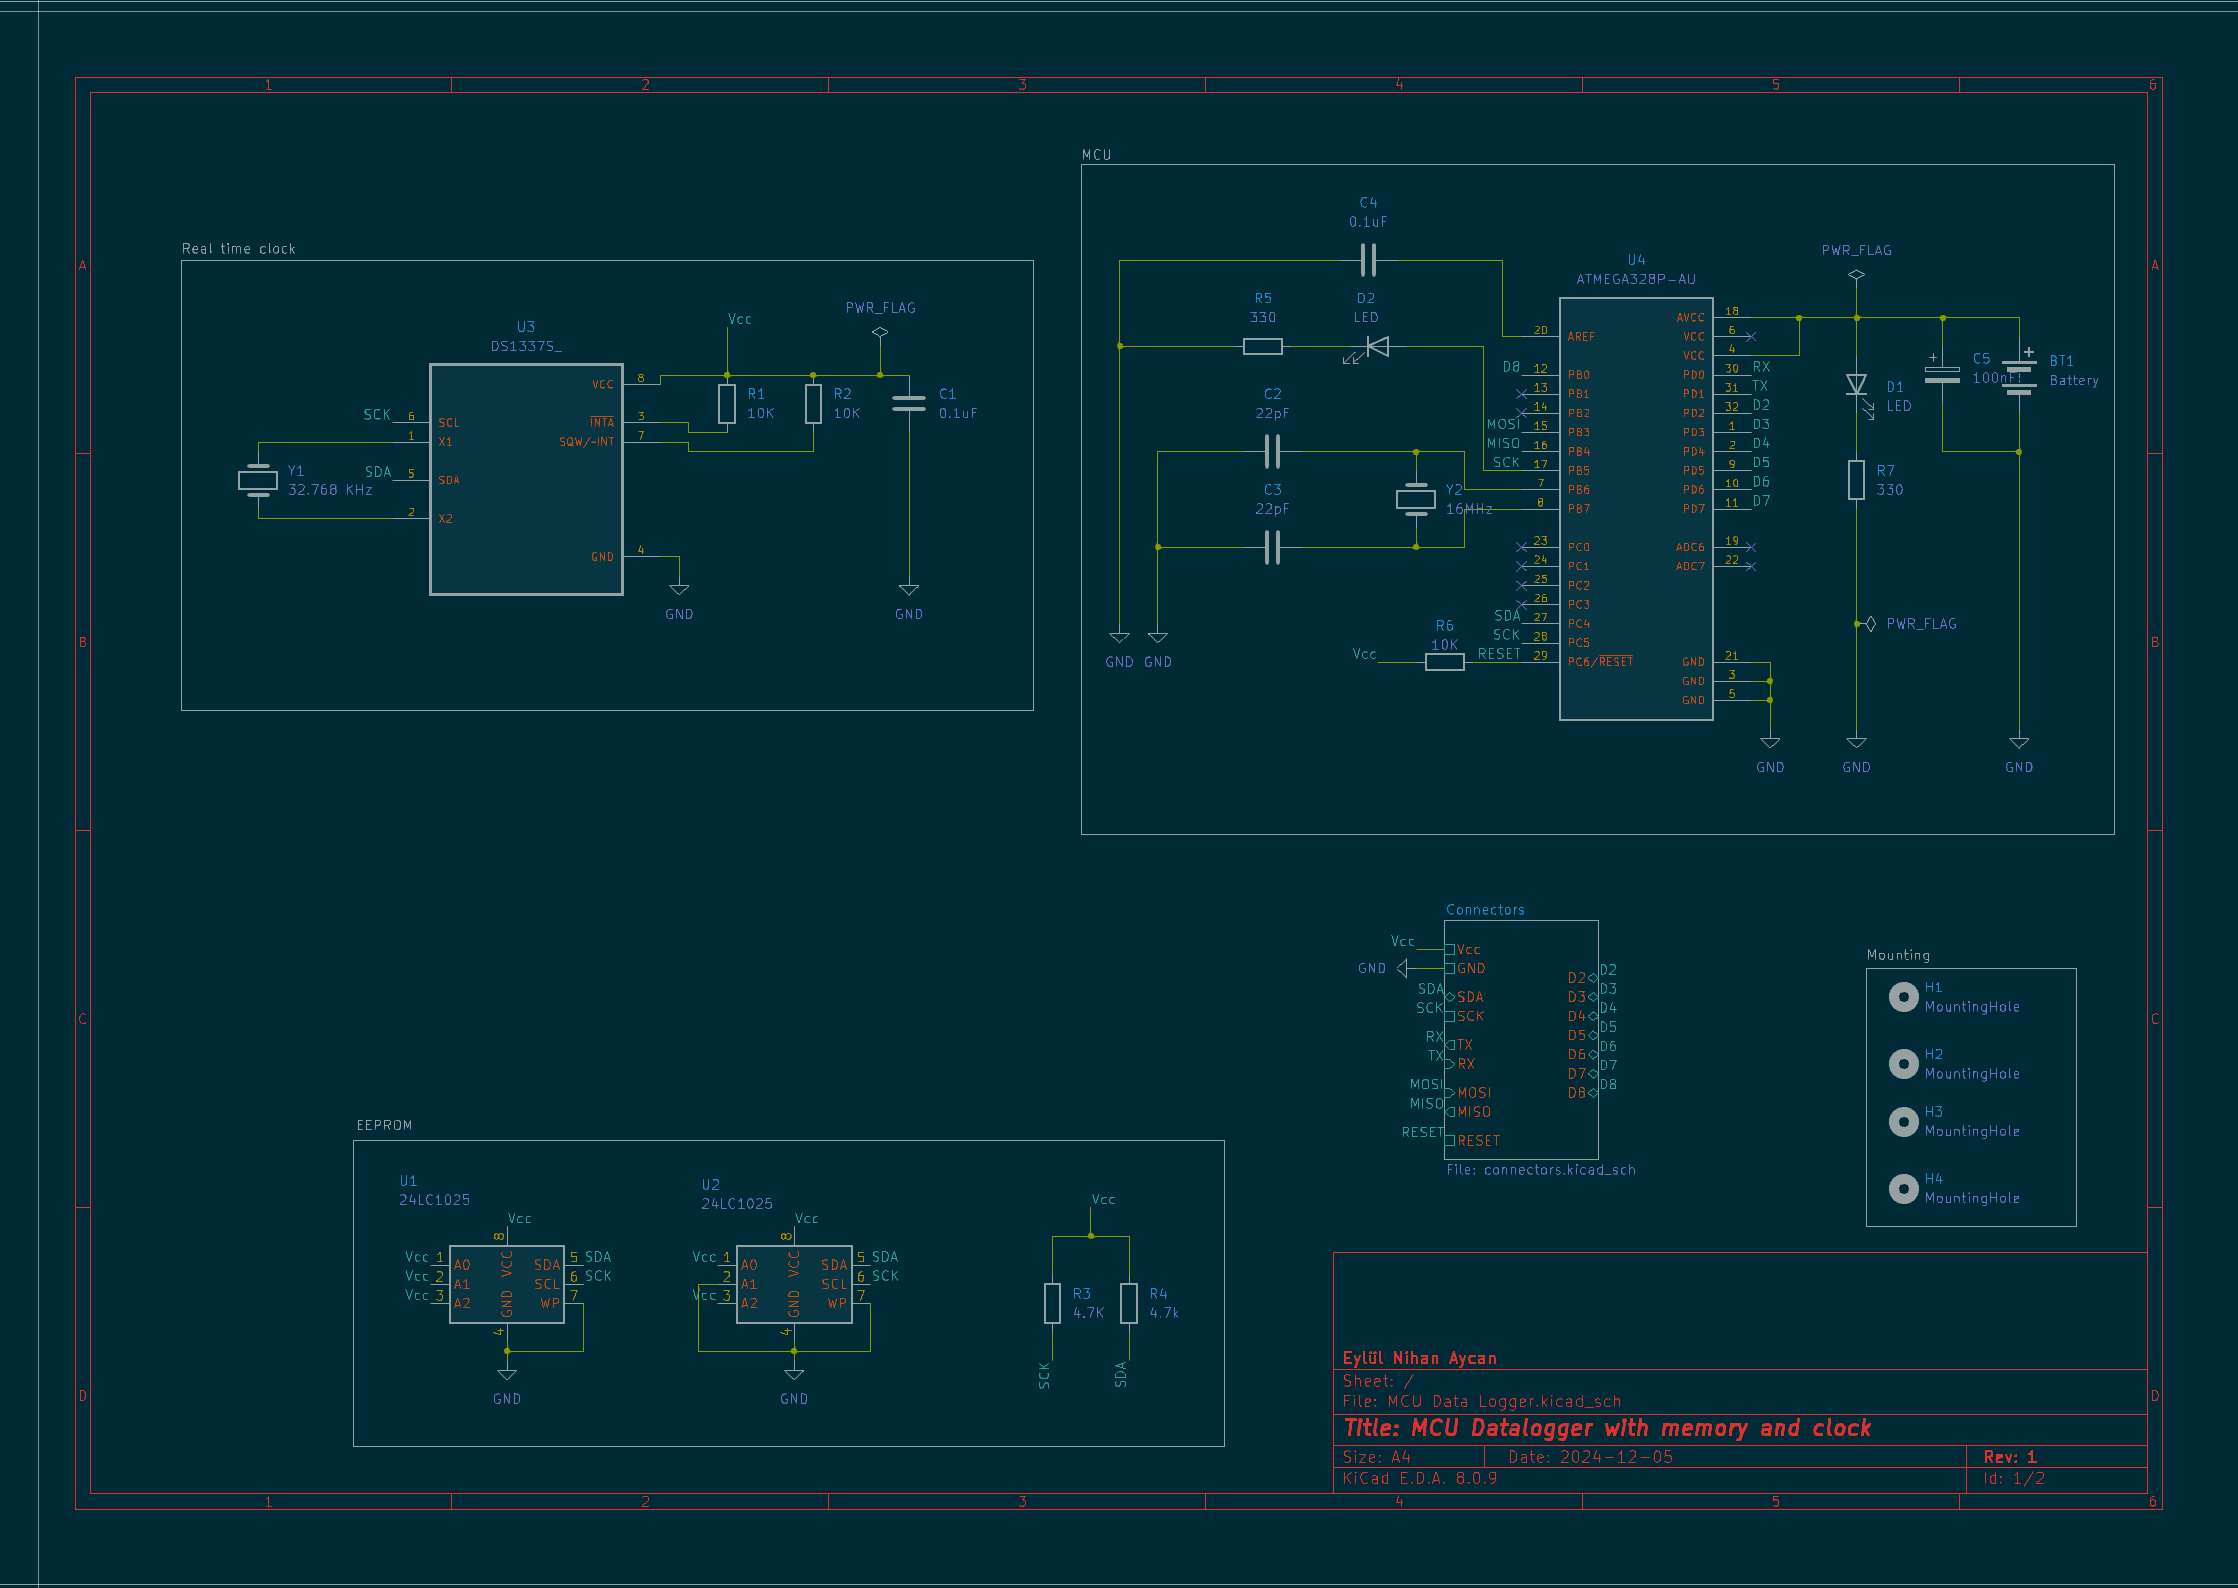 1 2 3 4 5 6
A A
B B
C C
D D
1 2 3 4 5 6
Real time clock
U3
DS1337S_
VCC 8
INTA 3
SQW/~INT 7
GND 4
SCK 6 SCL
1 X1
SDA 5 SDA
2 X2
Y1
32.768 KHz
Vcc
PWR_FLAG
R1
10K
R2
10K
C1
0.1uF
GND
GND
MCU
C4
0.1uF
R5
330
D2
LED
C2
22pF
C3
22pF
Y2
16MHz
R6
10K
Vcc
GND GND
U4
ATMEGA328P-AU
20 AREF
D8 12 PB0
13 PB1
14 PB2
MOSI 15 PB3
MISO 16 PB4
SCK 17 PB5
7 PB6
8 PB7
23 PC0
24 PC1
25 PC2
26 PC3
SDA 27 PC4
SCK 28 PC5
RESET 29 PC6/RESET
AVCC 18
VCC 6
VCC 4
PD0 30 RX
PD1 31 TX
PD2 32 D2
PD3 1 D3
PD4 2 D4
PD5 9 D5
PD6 10 D6
PD7 11 D7
ADC6 19
ADC7 22
GND 21
GND 3
GND 5
PWR_FLAG
D1
LED
R7
330
PWR_FLAG
C5
100nF
BT1
Battery
GND
GND
GND
Connectors
Vcc Vcc
GND GND
SDA SDA
SCK SCK
RX TX
TX RX
MOSI MOSI
MISO MISO
RESET RESET
D2 D2
D3 D3
D4 D4
D5 D5
D6 D6
D7 D7
D8 D8
File: connectors.kicad_sch
Mounting
H1
MountingHole
H2
MountingHole
H3
MountingHole
H4
MountingHole
EEPROM
U1
24LC1025
Vcc
8 VCC
Vcc 1 A0
Vcc 2 A1
Vcc 3 A2
SDA 5 SDA
SCL 6 SCK
WP 7
GND 4
GND
U2
24LC1025
Vcc
8 VCC
Vcc 1 A0
2 A1
Vcc 3 A2
SDA 5 SDA
SCL 6 SCK
WP 7
GND 4
GND
Vcc
R3
4.7K
R4
4.7k
SCK
SDA
Eylül Nihan Aycan
Sheet: /
File: MCU Data Logger.kicad_sch
Title: MCU Datalogger with memory and clock
Size: A4 Date: 2024-12-05 Rev: 1
KiCad E.D.A. 8.0.9 Id: 1/2